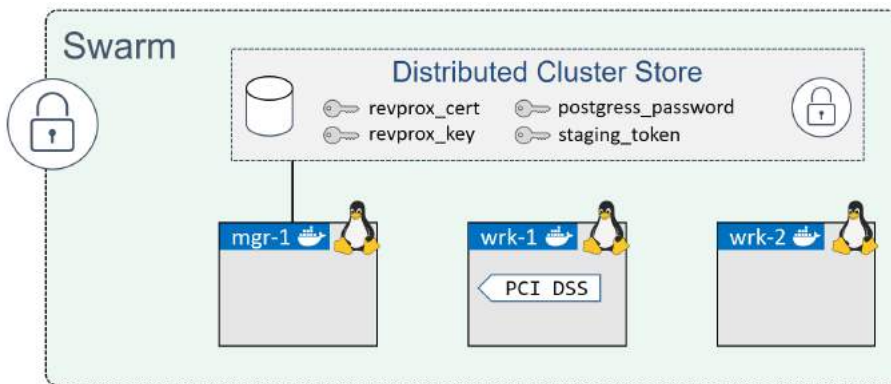 Swarm
Distributed Cluster Store
revprox_cert postgress_password
revprox_key staging_token
mgr-1 wrk-1 wrk-2
PCI DSS